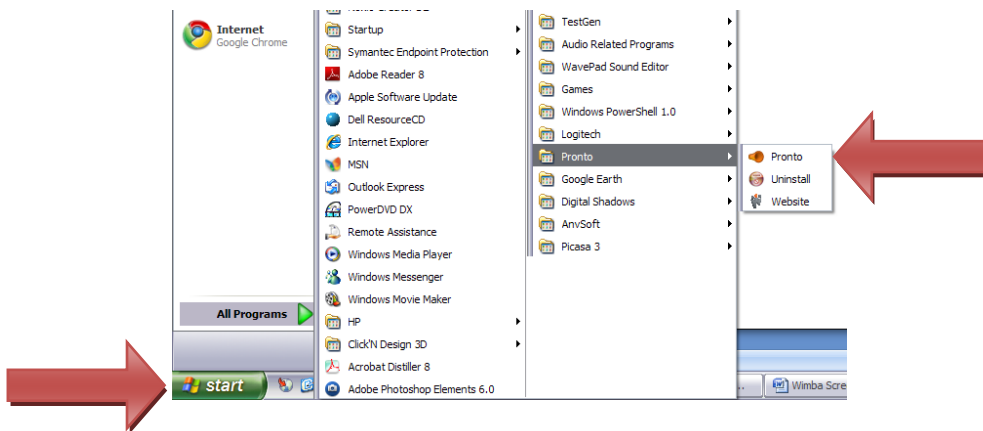 Internet
Google Chrome
All Programs
start
Startup
Symantec Endpoint Protection
Adobe Reader 8
Apple Software Update
Dell ResourceCD
Internet Explorer
MSN
Outlook Express
PowerDVD DX
Remote Assistance
Windows Media Player
Windows Messenger
Windows Movie Maker
HP
Click'N Design 3D
Acrobat Distiller 8
Adobe Photoshop Elements 6.0
TestGen
Audio Related Programs
WavePad Sound Editor
Games
Windows PowerShell 1.0
Logitech
Pronto
Google Earth
Digital Shadows
AnvSoft
Picasa 3
Pronto
Uninstall
Website
..
Wimba Scre